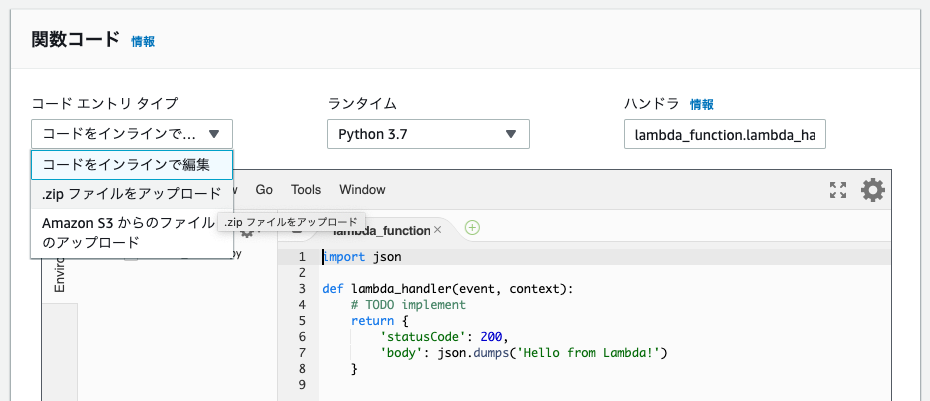 関数コード 情報
コード エントリ タイプ
ランタイム
ハンドラ 情報
コードをインラインで...
Python 3.7
lambda_function.lambda_ha
コードをインラインで編集
.zip ファイルをアップロード
Amazon S3 からのファイル
のアップロード
Go Tools Window
.zip ファイルをアップロード
lambda_function
Enviro
1 import json
2
3 def lambda_handler(event, context):
4 # TODO implement
5 return {
6 'statusCode': 200,
7 'body': json.dumps('Hello from Lambda!')
8 }
9